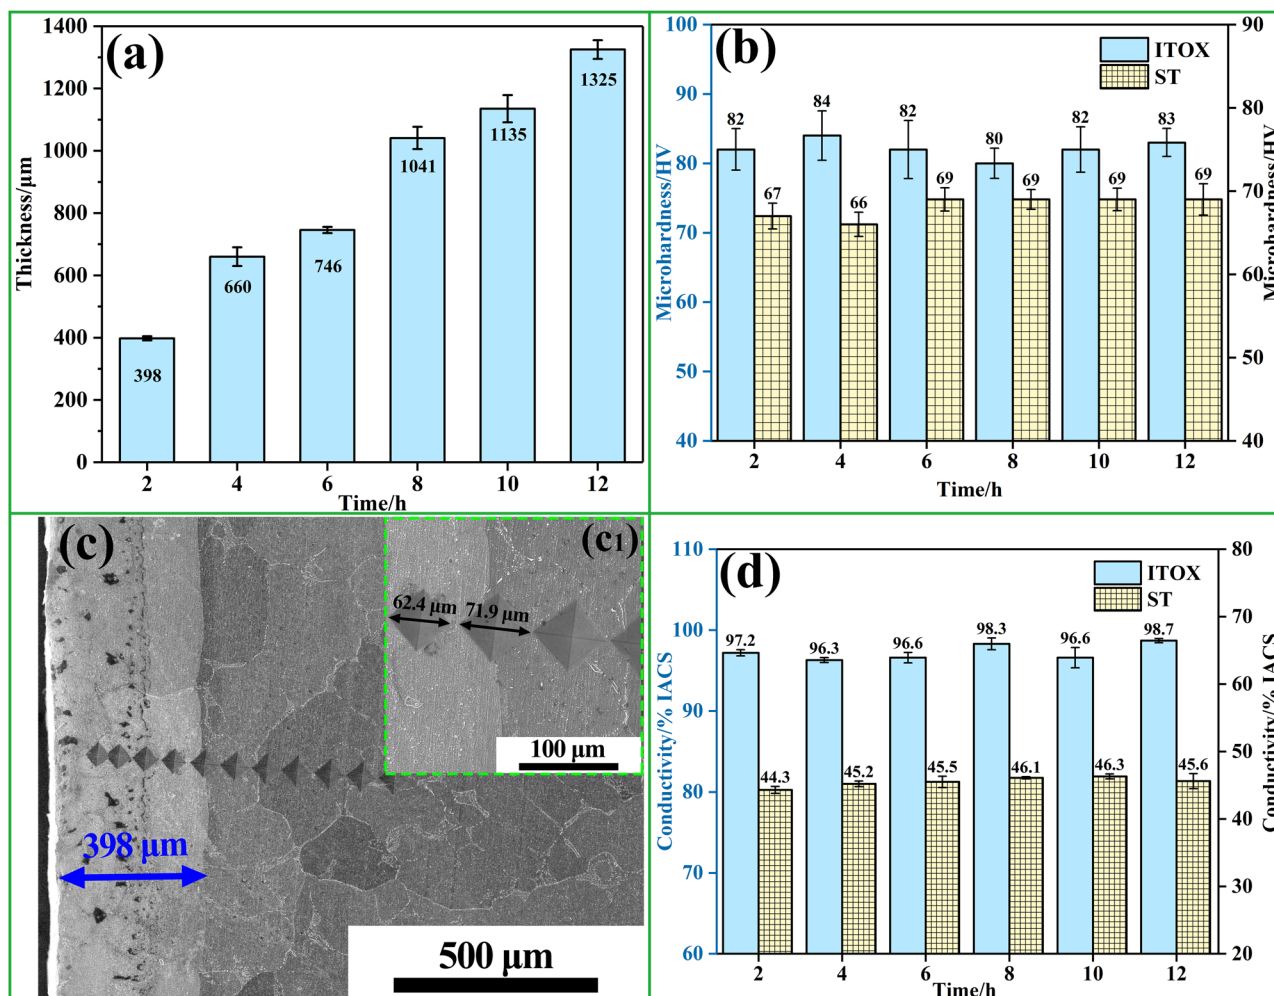 (a)
Thickness/μm
1400
1200
1000
800
600
400
200
0
398
660
746
1041
1135
1325
2 4 6 8 10 12
Time/h
(b)
ITOX
ST
Microhardness/HV
100
90
80
70
60
50
40
82 84 82 80 82 83
67 66 69 69 69 69
90
80
70
60
50
40
Microhardness/HV
2 4 6 8 10 12
Time/h
(c)
398 μm
500 μm
(c1)
62.4 μm 71.9 μm
100 μm
(d)
ITOX
ST
Conductivity/% IACS
110
100
90
80
70
60
97.2 96.3 96.6 98.3 96.6 98.7
44.3 45.2 45.5 46.1 46.3 45.6
80
70
60
50
40
30
20
Conductivity/% IACS
2 4 6 8 10 12
Time/h